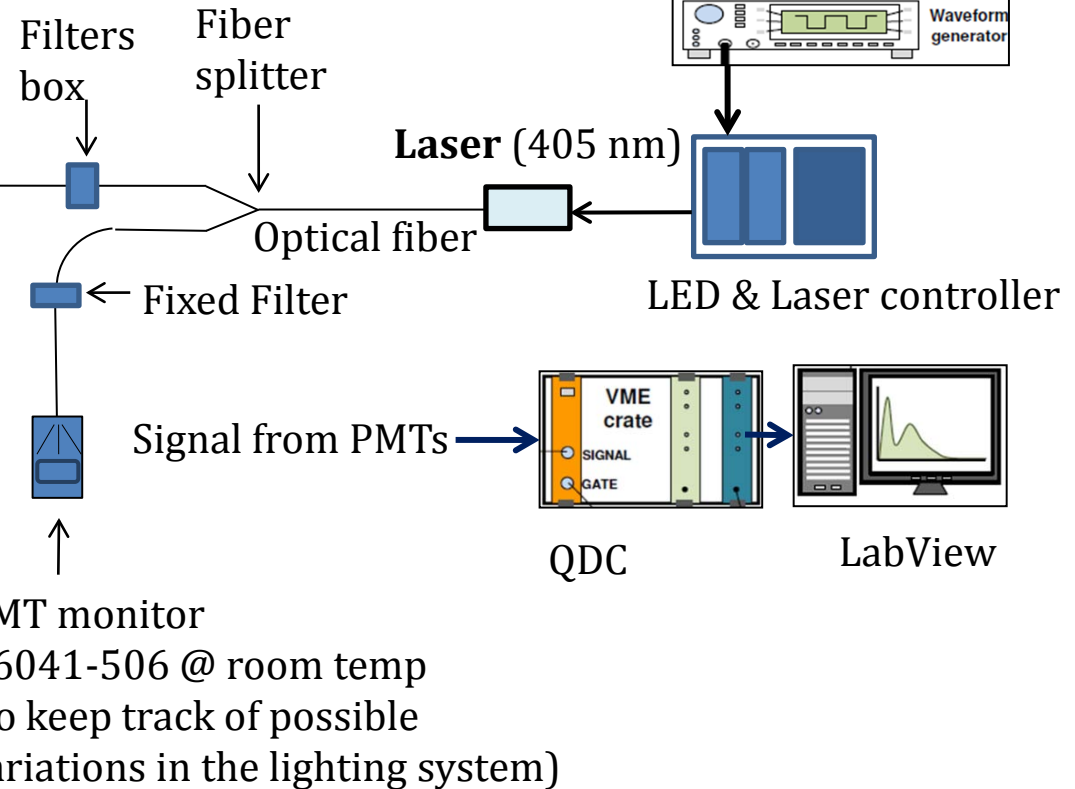 Filters
box
Fiber
splitter
Waveform
generator
Laser (405 nm)
Optical fiber
Fixed Filter
LED & Laser controller
Signal from PMTs
VME
crate
SIGNAL
GATE
QDC
LabView
MT monitor
6041-506 @ room temp
o keep track of possible
ariations in the lighting system)